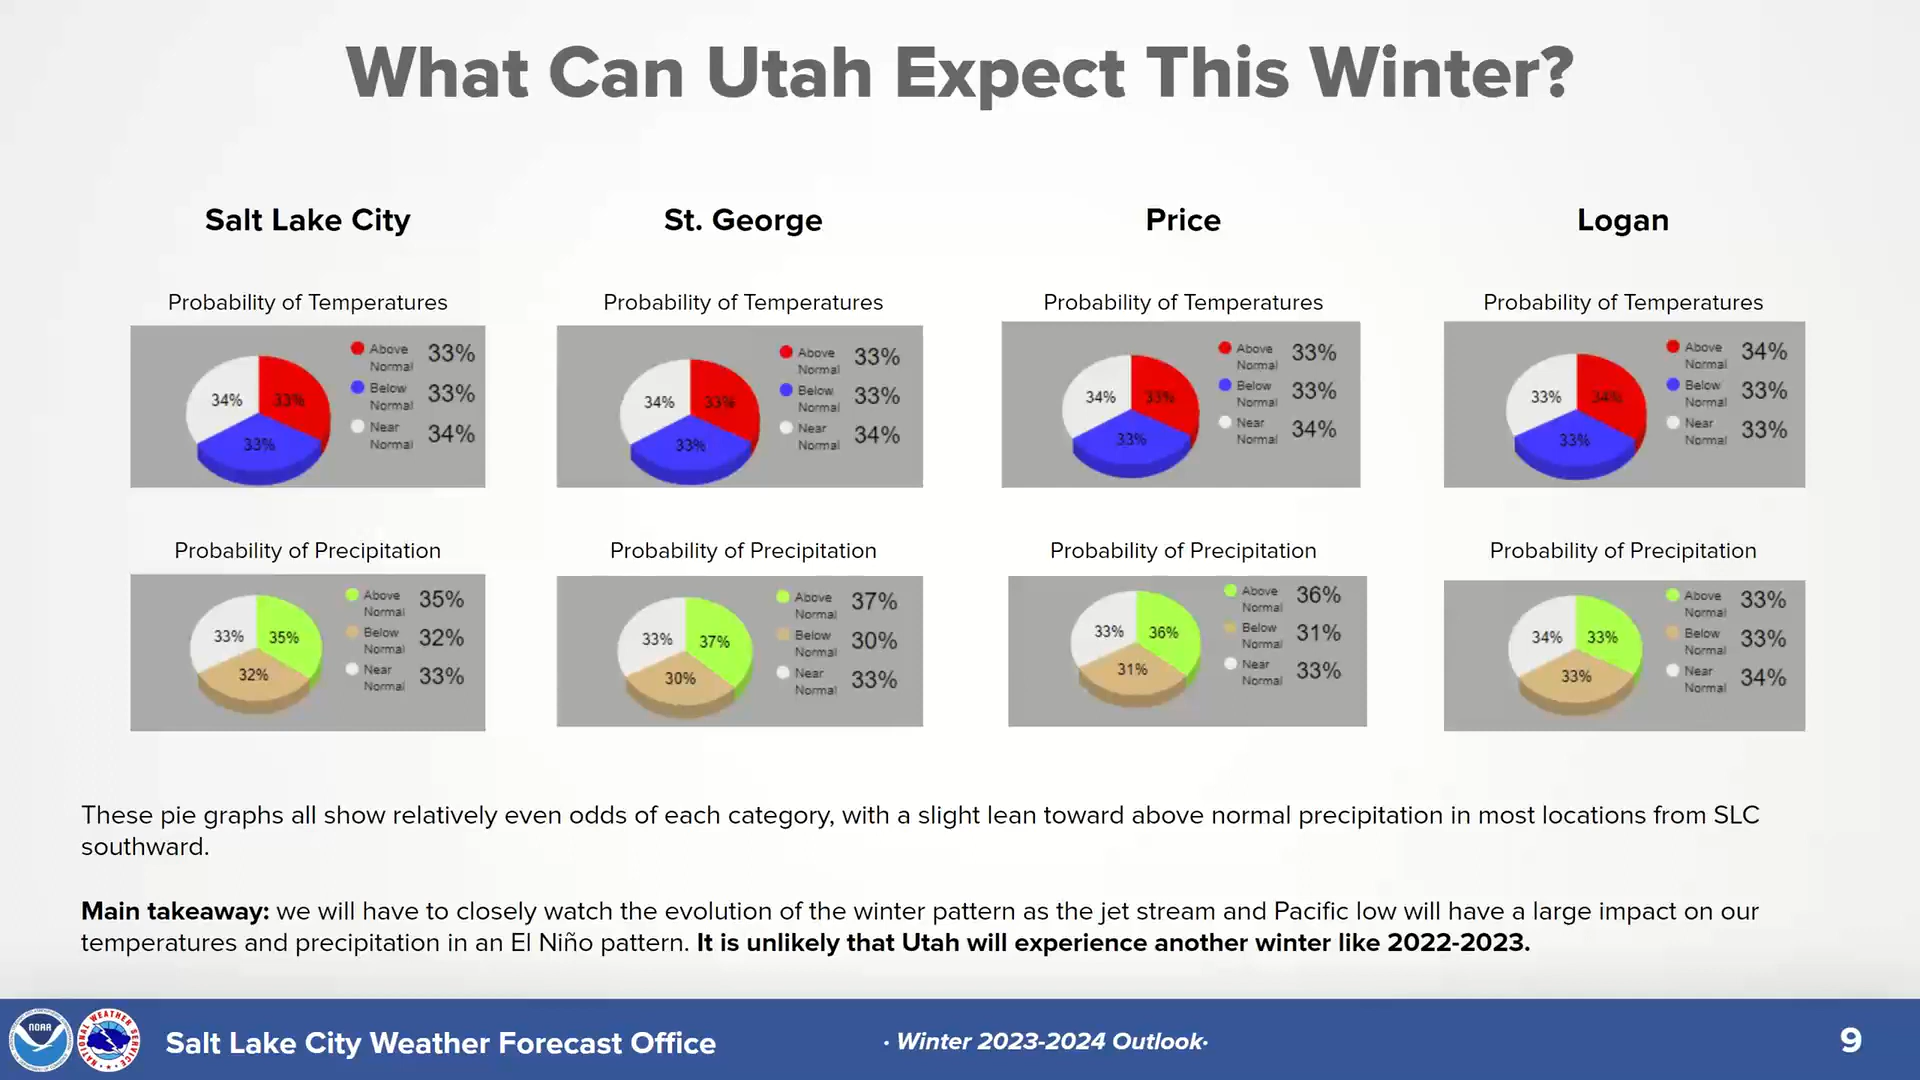 What Can Utah Expect This Winter?
Salt Lake City
Probability of Temperatures
34%
33%
33%
Above
Normal
33%
Below
Normal
33%
Near
Normal
34%
Probability of Precipitation
33%
35%
32%
Above
Normal
35%
Below
Normal
32%
Near
Normal
33%
St. George
Probability of Temperatures
34%
33%
33%
Above
Normal
33%
Below
Normal
33%
Near
Normal
34%
Probability of Precipitation
33%
37%
30%
Above
Normal
37%
Below
Normal
30%
Near
Normal
33%
Price
Probability of Temperatures
34%
33%
33%
Above
Normal
33%
Below
Normal
33%
Near
Normal
34%
Probability of Precipitation
33%
36%
31%
Above
Normal
36%
Below
Normal
31%
Near
Normal
33%
Logan
Probability of Temperatures
33%
34%
33%
Above
Normal
34%
Below
Normal
33%
Near
Normal
33%
Probability of Precipitation
34%
33%
33%
Above
Normal
33%
Below
Normal
33%
Near
Normal
34%
These pie graphs all show relatively even odds of each category, with a slight lean toward above normal precipitation in most locations from SLC
southward.
Main takeaway: we will have to closely watch the evolution of the winter pattern as the jet stream and Pacific low will have a large impact on our
temperatures and precipitation in an El Niño pattern. It is unlikely that Utah will experience another winter like 2022-2023.
NOAA
NATIONAL WEATHER SERVICE
Salt Lake City Weather Forecast Office
· Winter 2023-2024 Outlook·
9